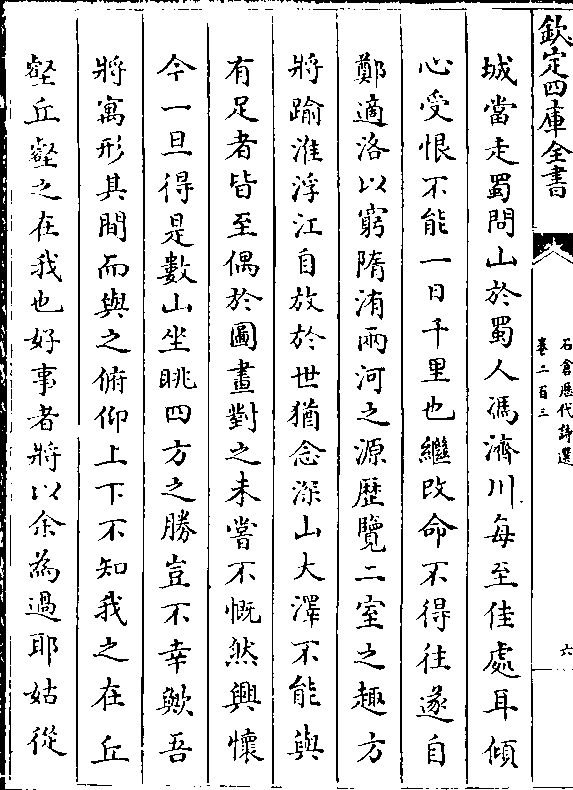 欽定四庫全書
石倉歷代詩選
卷二百三
六
城當走蜀問山於蜀人馮濟川每至佳處耳傾
心受恨不能一日千里也繼改命不得往遂自
鄭適洛以窮隋洧兩河之源歷覽二室之趣方
將踰淮浮江自放於世猶念深山大澤不能與
有足者皆至偶於圖畫對之未嘗不慨然興懷
今一旦得是數山坐眺四方之勝豈不幸歟吾
將寓形其間而與之俯仰上下不知我之在丘
壑丘壑之在我也好事者將以余為過耶姑從